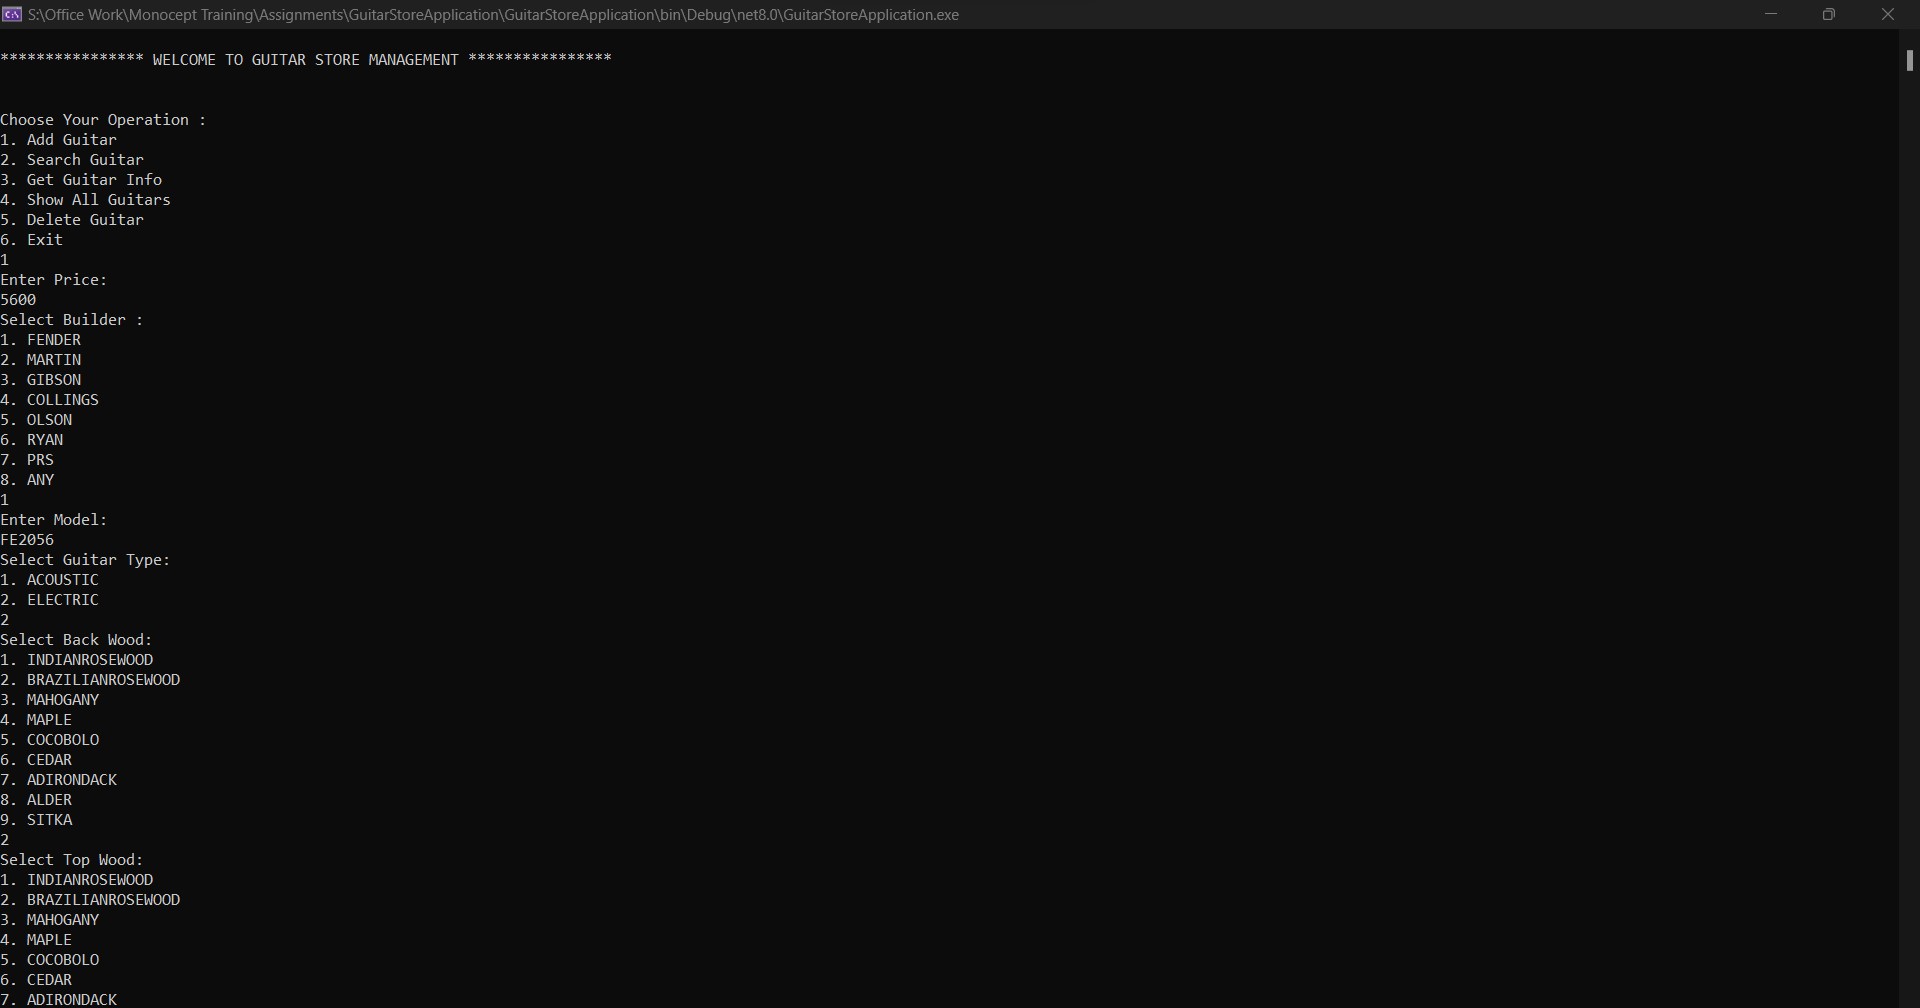 S:\Office Work\Monocept Training\Assignments\GuitarStoreApplication\GuitarStoreApplication\bin\Debug\net8.0\GuitarStoreApplication.exe
**************** WELCOME TO GUITAR STORE MANAGEMENT ****************
Choose Your Operation :
1. Add Guitar
2. Search Guitar
3. Get Guitar Info
4. Show All Guitars
5. Delete Guitar
6. Exit
1
Enter Price:
5600
Select Builder :
1. FENDER
2. MARTIN
3. GIBSON
4. COLLINGS
5. OLSON
6. RYAN
7. PRS
8. ANY
1
Enter Model:
FE2056
Select Guitar Type:
1. ACOUSTIC
2. ELECTRIC
2
Select Back Wood:
1. INDIANROSEWOOD
2. BRAZILIANROSEWOOD
3. MAHOGANY
4. MAPLE
5. COCOBOLO
6. CEDAR
7. ADIRONDACK
8. ALDER
9. SITKA
2
Select Top Wood:
1. INDIANROSEWOOD
2. BRAZILIANROSEWOOD
3. MAHOGANY
4. MAPLE
5. COCOBOLO
6. CEDAR
7. ADIRONDACK